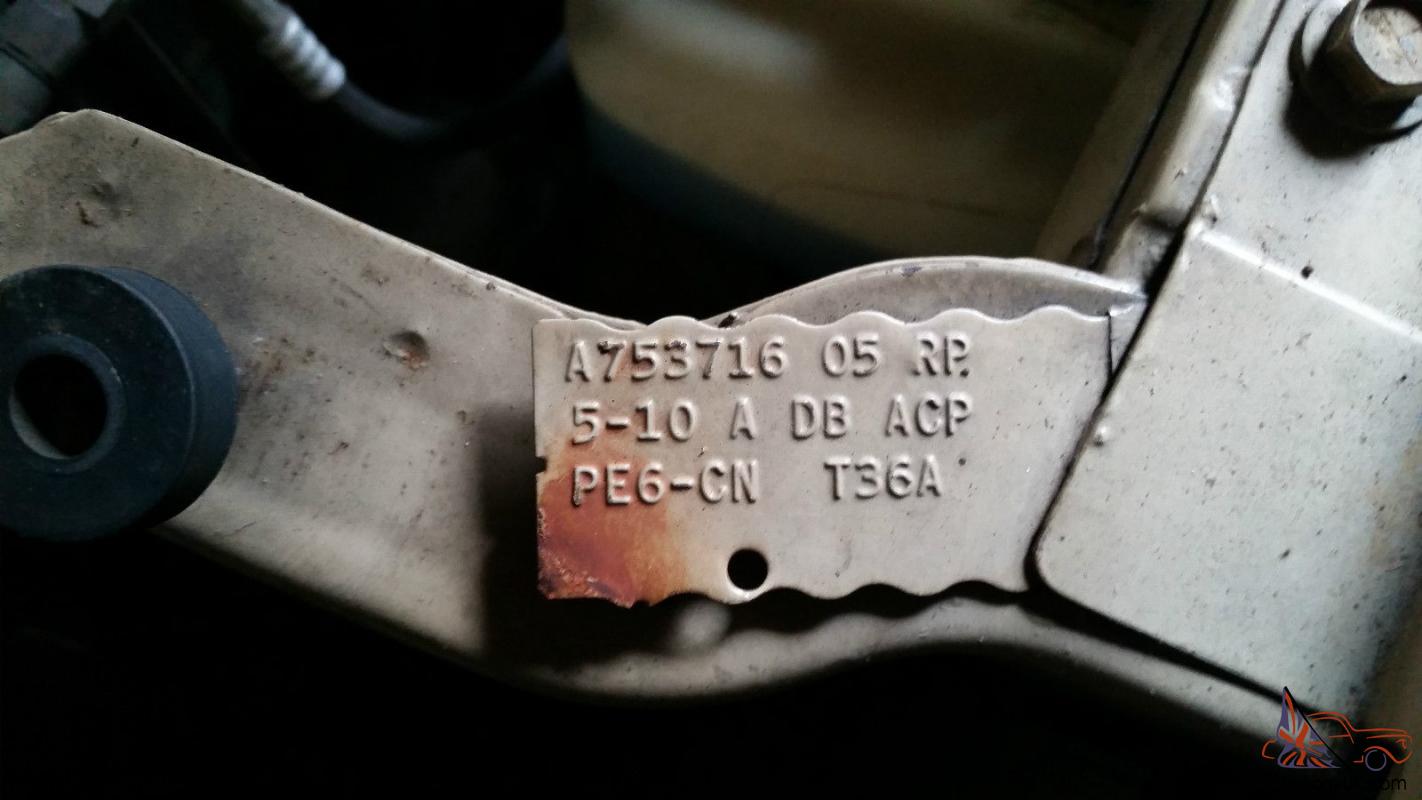 A753716 05 RP.
5-10 A DB ACP
PE6-CN T36A